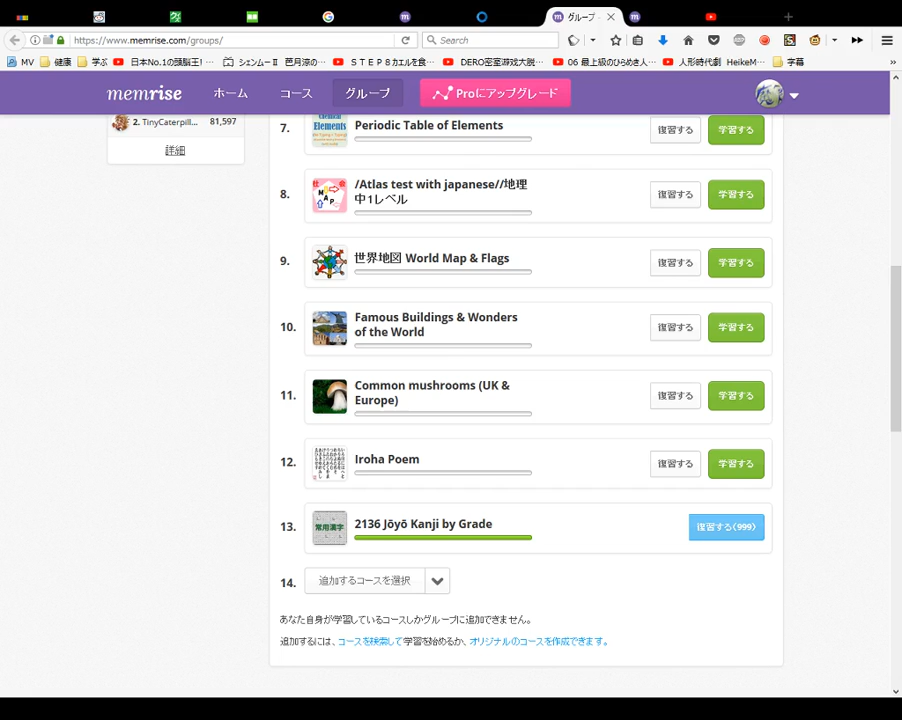 グループ -
https://www.memrise.com/groups/
Search
MV
健康
学ぶ
日本No.1の頭脳王!...
シェンムーⅡ 芭月涼の...
ＳＴＥＰ８カエルを食...
DERO密室游戏大脱...
06 最上級のひらめき人...
人形時代劇 HeikeM...
字幕
memrise
ホーム
コース
グループ
Proにアップグレード
2. TinyCaterpill... 81,597
詳細
7. Periodic Table of Elements
復習する
学習する
8. /Atlas test with japanese//地理
中1レベル
復習する
学習する
9. 世界地図 World Map & Flags
復習する
学習する
10. Famous Buildings & Wonders
of the World
復習する
学習する
11. Common mushrooms (UK &
Europe)
復習する
学習する
12. Iroha Poem
復習する
学習する
常用漢字
13. 2136 Jōyō Kanji by Grade
復習する(999)
14. 追加するコースを選択
あなた自身が学習しているコースしかグループに追加できません。
追加するには、コースを検索して学習を始めるか、オリジナルのコースを作成できます。